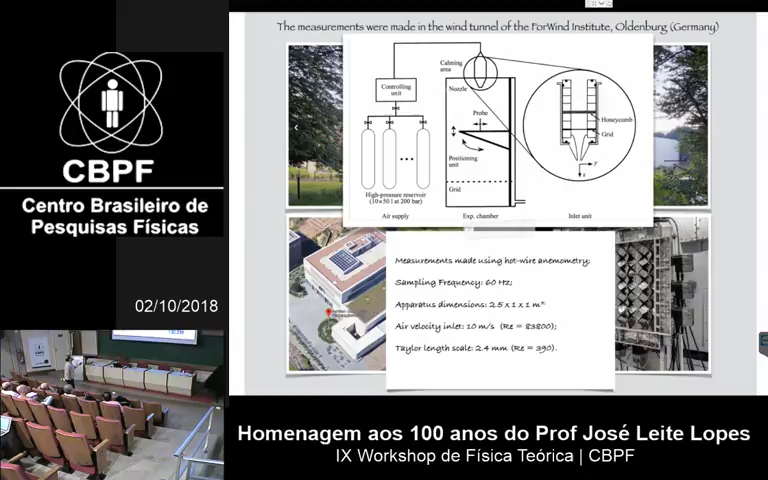 The measurements were made in the wind tunnel of the ForWind Institute, Oldenburg (Germany)
CBPF
Centro Brasileiro de
Pesquisas Físicas
02/10/2018
Calming
area
Controlling
unit
Nozzle
Probe
Positioning
unit
Grid
Honeycomb
Grid
y
x
High-pressure reservoir
(10×50 l at 200 bar)
Air supply
Exp. chamber
Inlet unit
Measurements made using hot-wire anemometry;
Sampling Frequency: 60 Hz;
Apparatus dimensions: 2.5 x 1 x 1 m³
Air velocity inlet: 10 m/s (Re = 83800);
Taylor length scale: 2.4 mm (Re = 390).
Homenagem aos 100 anos do Prof José Leite Lopes
IX Workshop de Física Teórica | CBPF